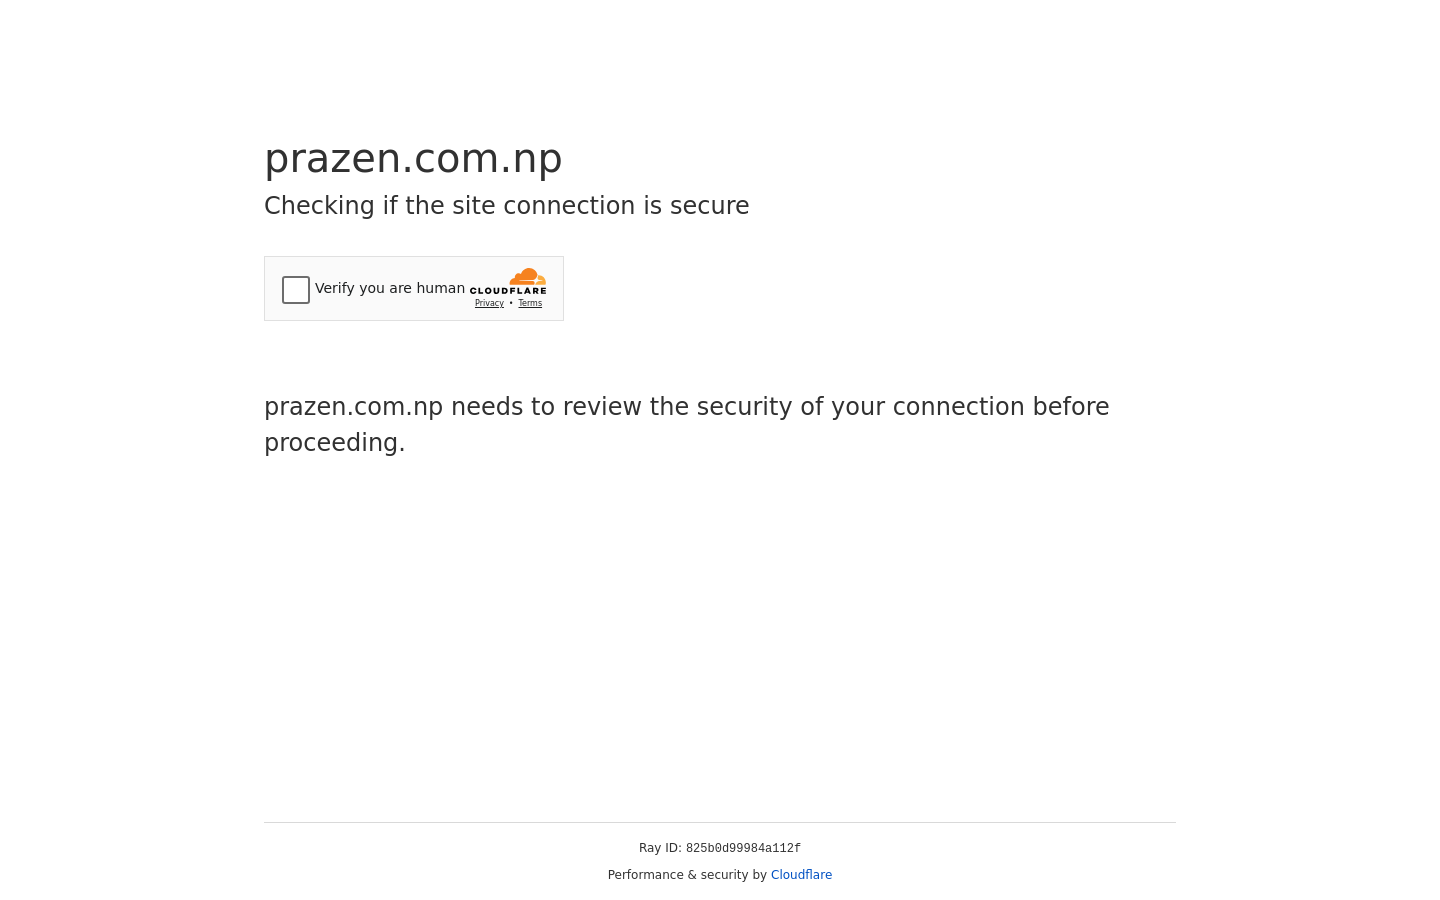 prazen.com.np
Checking if the site connection is secure
Verify you are human
CLOUDFLARE
Privacy • Terms
prazen.com.np needs to review the security of your connection before
proceeding.
Ray ID: 825b0d99984a112f
Performance & security by Cloudflare